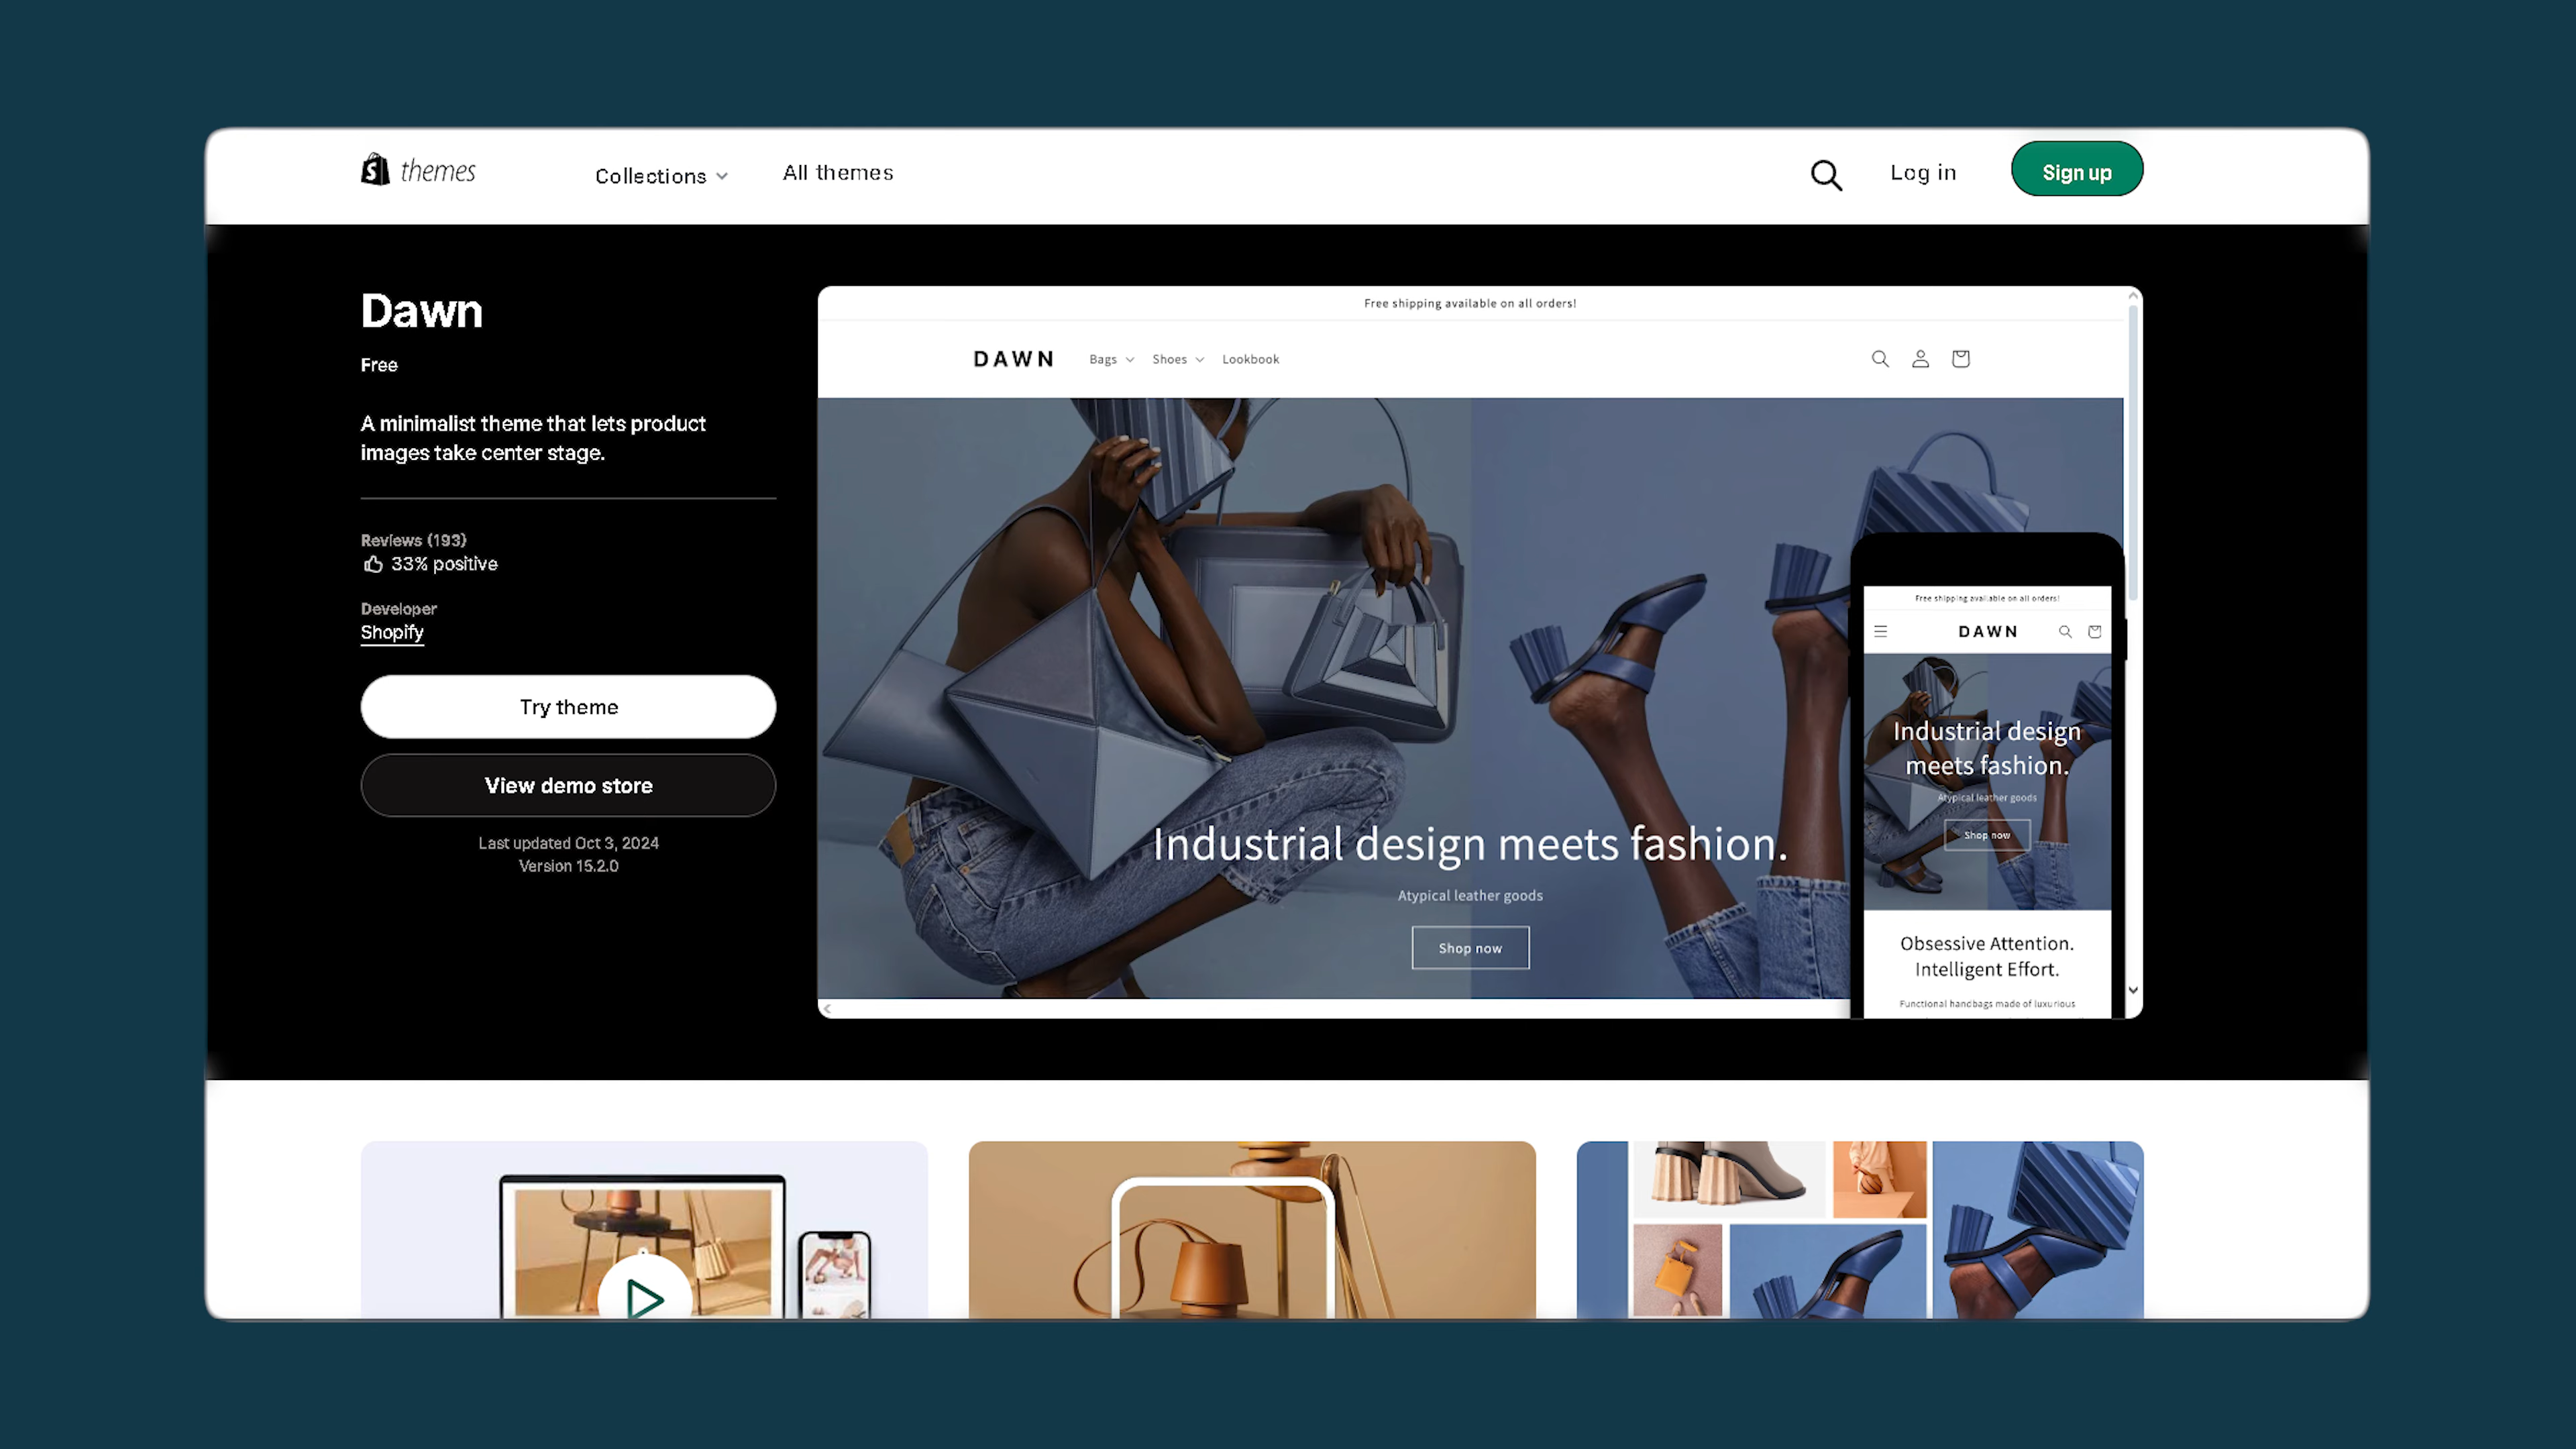 themes
Collections
All themes
Log in
Sign up
Dawn
Free
A minimalist theme that lets product
images take center stage.
Reviews (193)
33% positive
Developer
Shopify
Try theme
View demo store
Last updated Oct 3, 2024
Version 15.2.0
Free shipping available on all orders!
DAWN
Bags
Shoes
Lookbook
Industrial design meets fashion.
Atypical leather goods
Shop now
Free shipping available on all orders!
DAWN
Industrial design
meets fashion.
Atypical leather goods
Shop now
Obsessive Attention.
Intelligent Effort.
Functional handbags made of luxurious